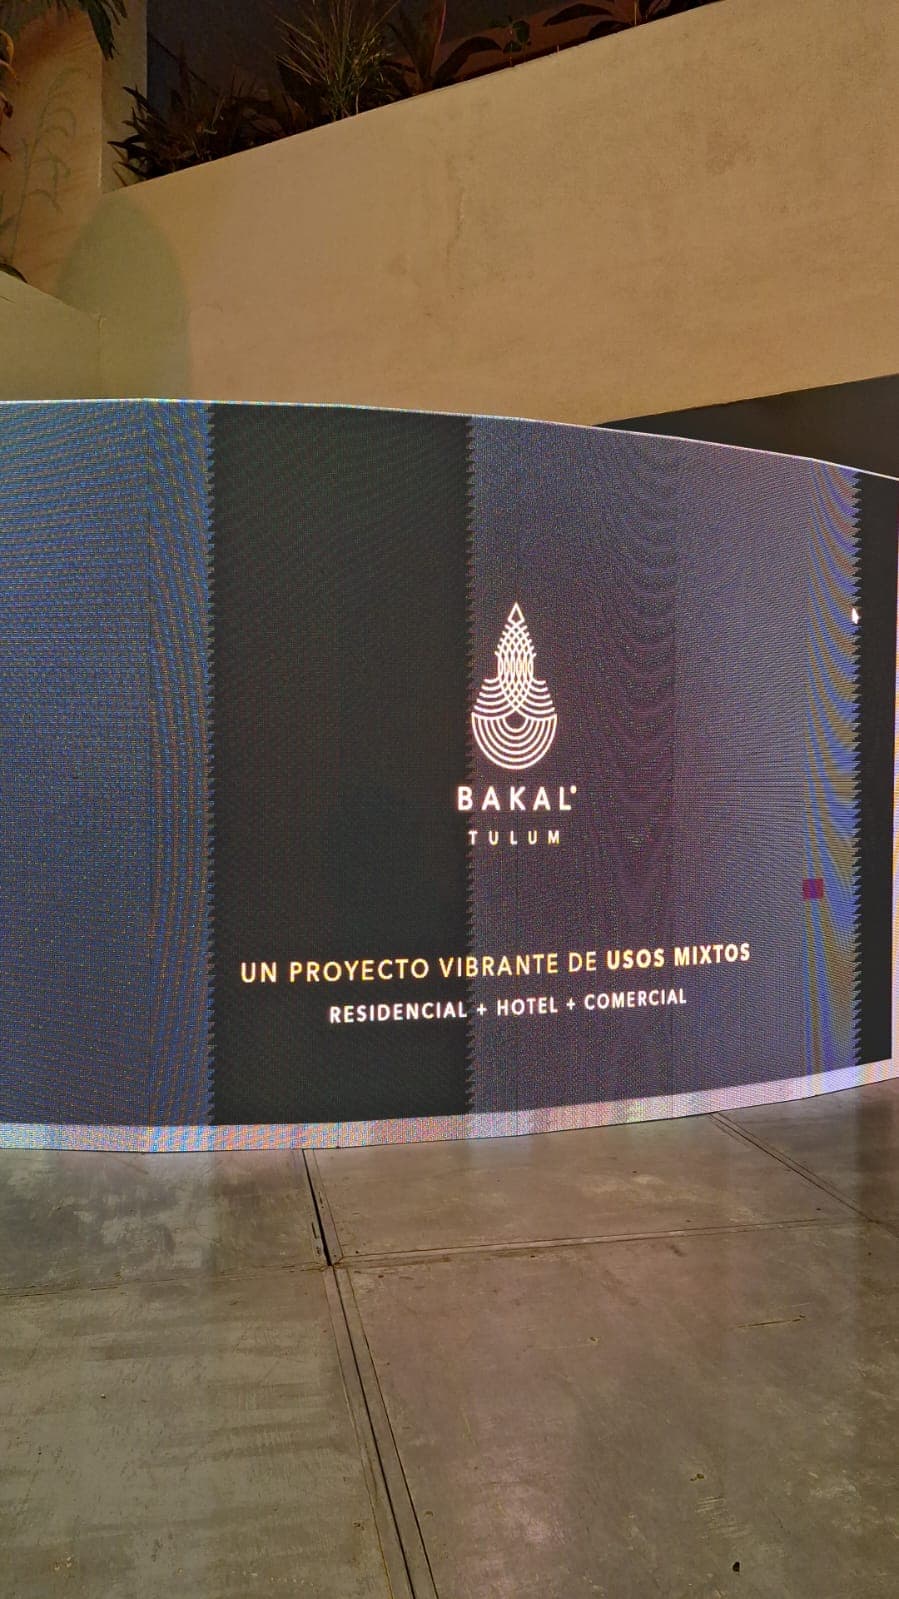 BAKAL
TULUM
UN PROYECTO VIBRANTE DE USOS MIXTOS
RESIDENCIAL + HOTEL + COMERCIAL